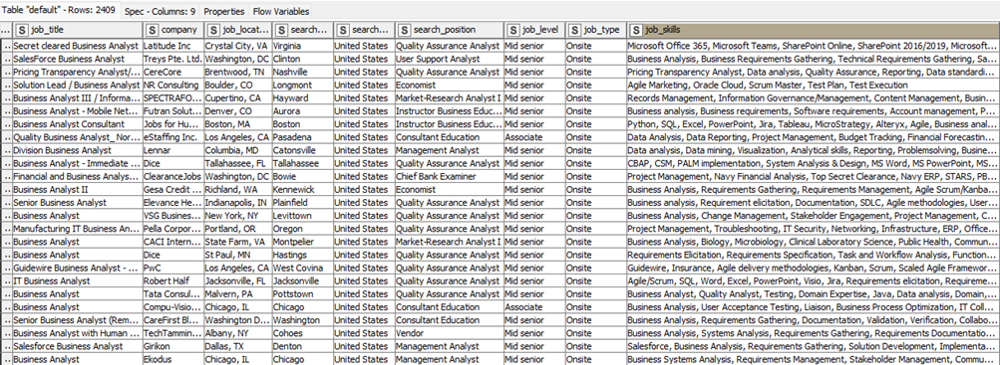 Table "default" - Rows: 2409 Spec - Columns: 9 Properties Flow Variables
... S job_title S company S job_locat... S search... S search... S search_position S job_level S job_type S job_skills
.. Secret cleared Business Analyst Latitude Inc Crystal City, VA Virginia United States Quality Assurance Analyst Mid senior Onsite Microsoft Office 365, Microsoft Teams, SharePoint Online, SharePoint 2016/2019, Microsoft...
.. SalesForce Business Analyst Treys Pte. Ltd. Washington, DC Clinton United States User Support Analyst Mid senior Onsite Business Analysis, Business Requirements Gathering, Technical Requirements Gathering, Sa...
.. Pricing Transparency Analyst/... CereCore Brentwood, TN Nashville United States Quality Assurance Analyst Mid senior Onsite Pricing Transparency, Data analysis, Quality Assurance, Reporting, Data standardi...
.. Solution Lead / Business Analyst NR Consulting Boulder, CO Longmont United States Economist Mid senior Onsite Agile Marketing, Oracle Cloud, Scrum Master, Test Plan, Test Execution
.. Business Analyst III / Informa... SPECTRAFO... Cupertino, CA Hayward United States Market-Research Analyst I Mid senior Onsite Records Management, Information Governance/Management, Content Management, Busin...
.. Business Analyst - Mobile Net... Futran Solut... Denver, CO Aurora United States Instructor Business Educ... Mid senior Onsite Business analysis, Business requirements, Software requirements, Account management, P...
.. Business Analyst Consultant Jobs for Hu... Boston, MA Boston United States Instructor Business Educ... Mid senior Onsite Python, SQL, Excel, PowerPoint, Jira, Tableau, MicroStrategy, Alteryx, Agile, Business anal...
.. Quality Business Analyst_ Nor... eStaffing Inc. Los Angeles, CA Pasadena United States Consultant Education Associate Onsite Data Analysis, Data Reporting, Project Management, Budget Tracking, Financial Forecastin...
.. Division Business Analyst Lennar Columbia, MD Catonsville United States Management Analyst Mid senior Onsite Data analysis, Data mining, Visualization, Analytical skills, Reporting, Problemsolving, Busine...
.. Business Analyst - Immediate ... Dice Tallahassee, FL Tallahassee United States Quality Assurance Analyst Mid senior Onsite CBAP, CSM, PALM implementation, System Analysis & Design, MS Word, MS PowerPoint, MS...
.. Financial and Business Analys... ClearanceJobs Washington, DC Bowie United States Chief Bank Examiner Mid senior Onsite Project Management, Navy Financial Analysis, Top Secret Clearance, Navy ERP, STARS, PB...
.. Business Analyst II Gesa Credit ... Richland, WA Kennewick United States Economist Mid senior Onsite Business Analysis, Requirements Gathering, Requirements Management, Agile Scrum/Kanba...
.. Senior Business Analyst Elevance He... Indianapolis, IN Plainfield United States Quality Assurance Analyst Mid senior Onsite Business Analysis, Requirement elicitation, Documentation, SDLC, Agile methodologies, User...
.. Business Analyst VSG Busines... New York, NY Levittown United States Quality Assurance Analyst Mid senior Onsite Business Analysis, Change Management, Stakeholder Engagement, Project Management, C...
.. Manufacturing IT Business An... Pella Corpor... Portland, OR Oregon United States Quality Assurance Analyst Mid senior Onsite Project Management, Troubleshooting, IT Security, Networking, Infrastructure, ERP, Office...
.. Business Analyst CACI Intern... State Farm, VA Montpelier United States Market-Research Analyst I Mid senior Onsite Business Analysis, Biology, Microbiology, Clinical Laboratory Science, Public Health, Commun...
.. Business Analyst Dice St Paul, MN Hastings United States Quality Assurance Analyst Mid senior Onsite Requirements Elicitation, Requirements Specification, Task and Workflow Analysis, Function...
.. Guidewire Business Analyst - ... PwC Los Angeles, CA West Covina United States Quality Assurance Analyst Mid senior Onsite Guidewire, Insurance, Agile delivery methodologies, Kanban, Scrum, Scaled Agile Framewor...
.. IT Business Analyst Robert Half Jacksonville, FL Jacksonville United States Quality Assurance Analyst Mid senior Onsite Agile/Scrum, SQL, Word, Excel, PowerPoint, Visio, Jira, Requirements elicitation, Requireme...
.. Business Analyst Tata Consul... Malvern, PA Pottstown United States Quality Assurance Analyst Mid senior Onsite Business Analyst, Quality Analyst, Testing, Domain Expertise, Java, Data analysis, Domain,...
.. Business Analyst Compu-Visio... Chicago, IL Chicago United States Consultant Education Associate Onsite Business Analysis, User Acceptance Testing, Liaison, Business Process Optimization, IT Coll...
.. Senior Business Analyst (Rem... CareFirst Bl... Washington D... Washington United States Consultant Education Mid senior Onsite Business Analysis, Requirements Gathering, Documentation, Validation, Verification, Collabo...
.. Business Analyst with Human ... TechTammin... Albany, NY Cohoes United States Vendor Mid senior Onsite Business Analysis, Systems Analysis, Requirements Gathering, Requirements Documentatio...
.. Salesforce Business Analyst Girikon Dallas, TX Denton United States Management Analyst Mid senior Onsite Salesforce, Business Analysis, Requirements Gathering, Solution Development, Implementa...
.. Business Analyst Ekodus Chicago, IL Chicago United States Management Analyst Mid senior Onsite Business Systems Analysis, Requirements Management, Stakeholder Management, Commu...